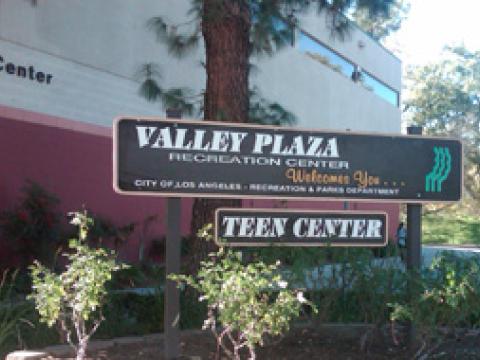 Center
VALLEY PLAZA
RECREATION CENTER
Welcomes You...
CITY OF LOS ANGELES - RECREATION & PARKS DEPARTMENT
TEEN CENTER